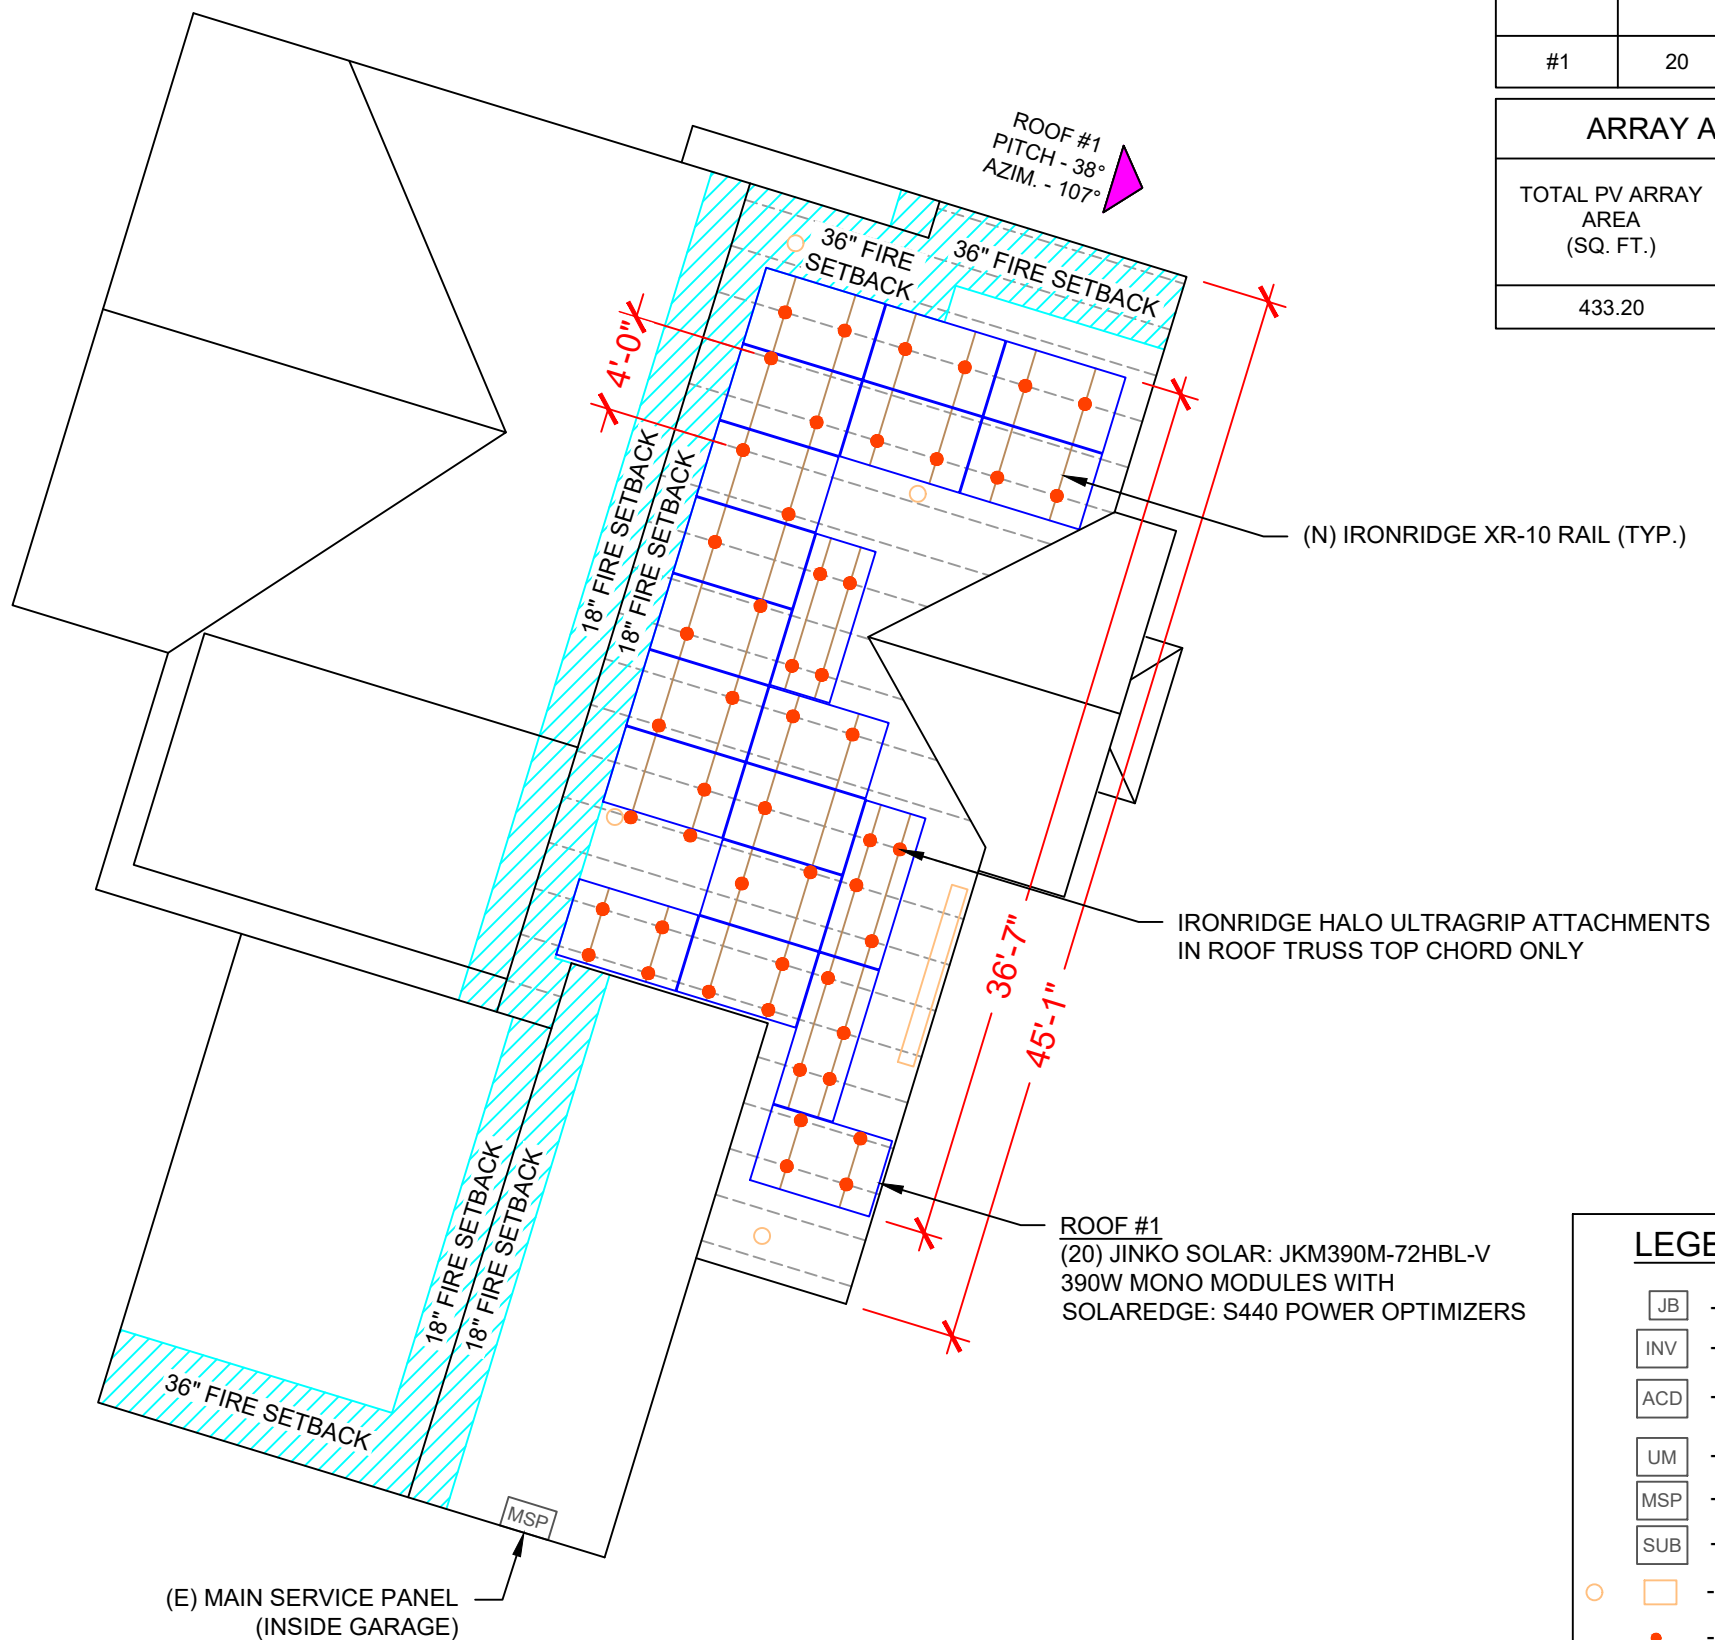 #1 20
ARRAY A
TOTAL PV ARRAY
AREA
(SQ. FT.)
433.20
ROOF #1
PITCH - 38°
AZIM. - 107°
36" FIRE
SETBACK
36" FIRE SETBACK
4'-0"
18" FIRE SETBACK
18" FIRE SETBACK
(N) IRONRIDGE XR-10 RAIL (TYP.)
IRONRIDGE HALO ULTRAGRIP ATTACHMENTS
IN ROOF TRUSS TOP CHORD ONLY
36'-7"
45'-1"
ROOF #1
(20) JINKO SOLAR: JKM390M-72HBL-V
390W MONO MODULES WITH
SOLAREDGE: S440 POWER OPTIMIZERS
18" FIRE SETBACK
18" FIRE SETBACK
36" FIRE SETBACK
MSP
(E) MAIN SERVICE PANEL
(INSIDE GARAGE)
LEGE
JB -
INV -
ACD -
UM -
MSP -
SUB -
-
-